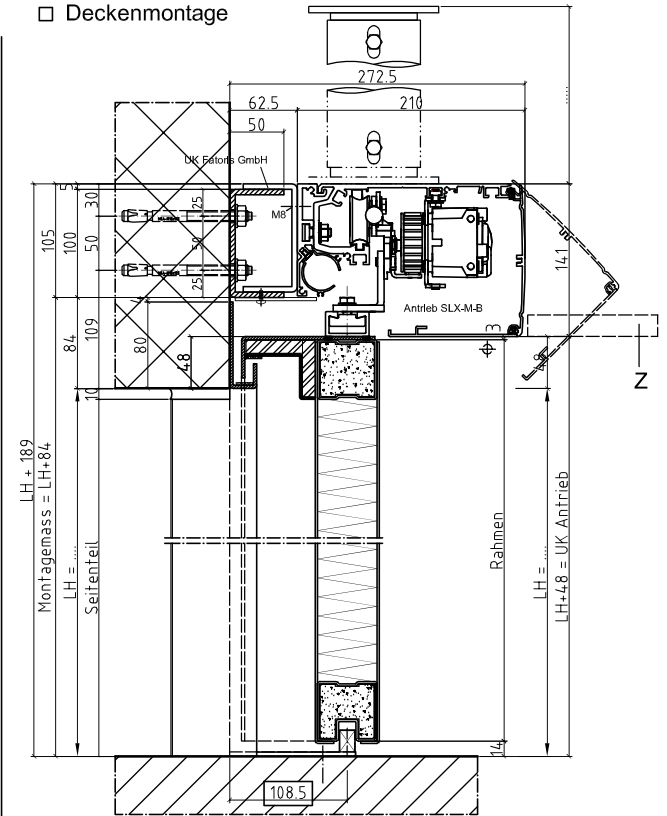 □ Deckenmontage
272.5
62.5
210
50
UK Fatoris GmbH
M8
5
30
25
105
100
50
50
25
141
4
Antrieb SLX-M-B
3
84
109
80
48
10
Z
LH + 189
Montagemass = LH+84
LH = ....
Seitenteil
Rahmen
LH = ....
LH+48 = UK Antrieb
14
108.5